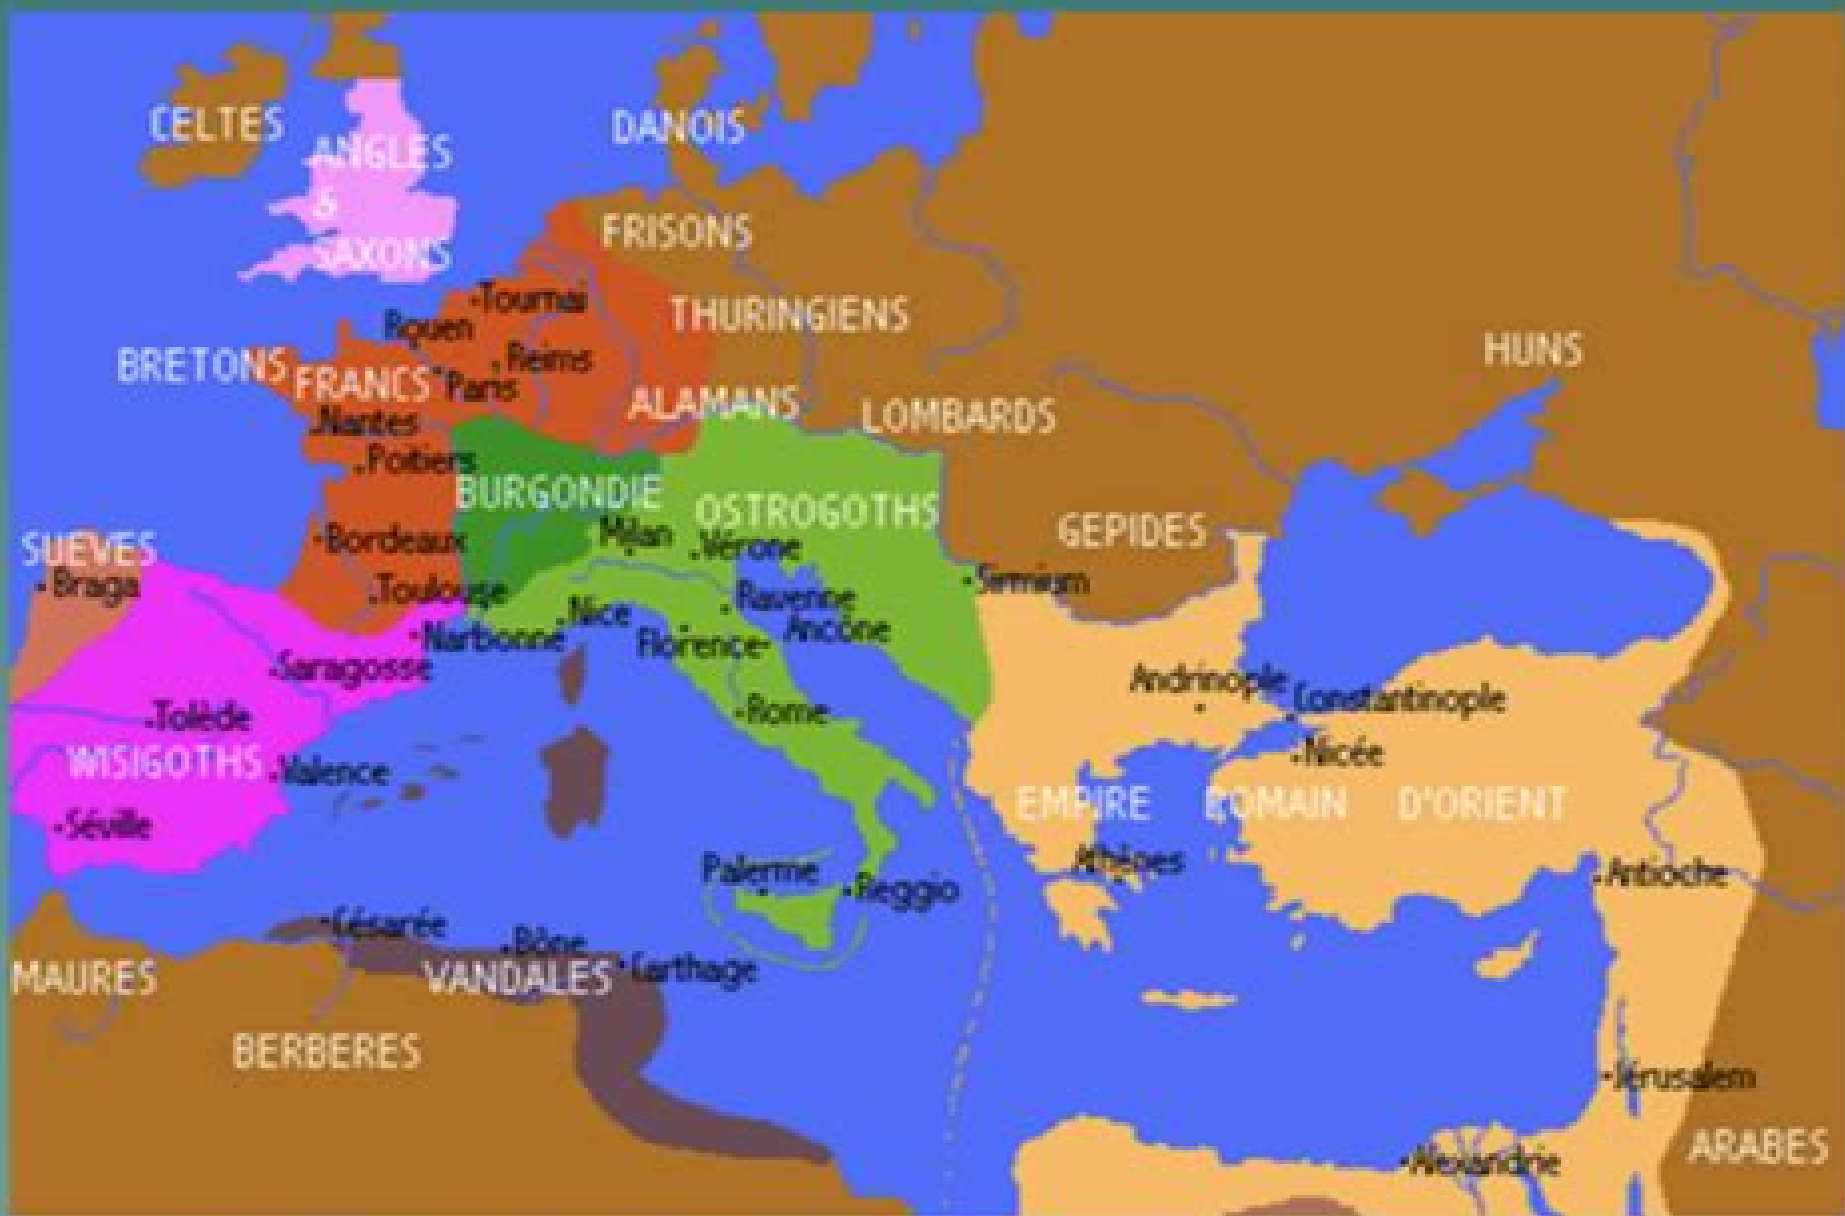 CELTES
ANGLES
&
SAXONS
DANOIS
FRISONS
Tournai
Rouen
THURINGIENS
Reims
HUNS
BRETONS
FRANCS
Paris
ALAMANS
LOMBARDS
Nantes
Poitiers
BURGONDIE
OSTROGOTHS
GEPIDES
SUEVES
Bordeaux
Milan
Vérone
Braga
Toulouse
Sirmium
Ravenne
Nice
Ancône
Narbonne
Florence
Saragosse
Andrinople
Constantinople
Tolède
Rome
WISIGOTHS
Valence
Nicée
EMPIRE ROMAIN D'ORIENT
Séville
Palerme
Athènes
Reggio
Antioche
Césarée
Bône
Carthage
MAURES
VANDALES
BERBERES
Jérusalem
ARABES
Alexandrie